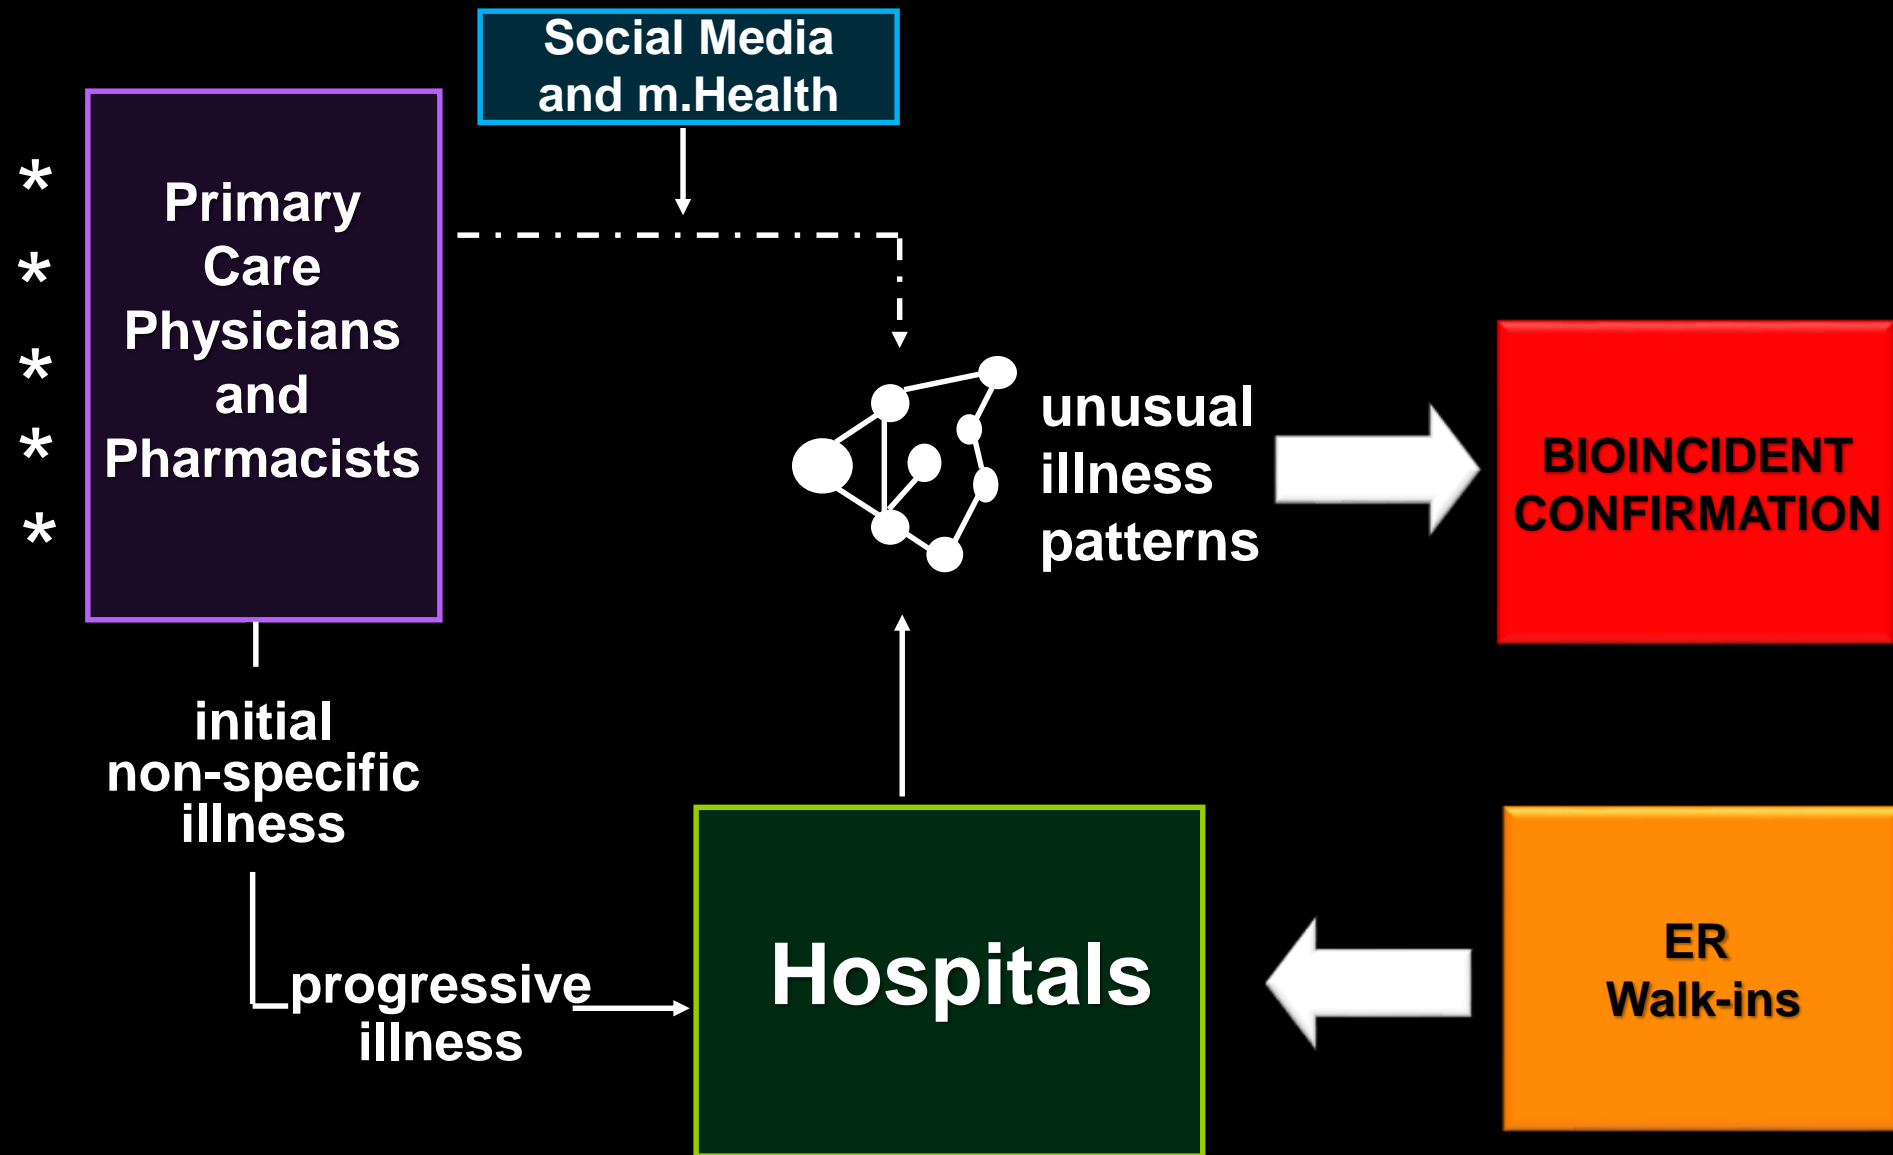 Social Media
and m.Health
*
*
*
*
*
Primary
Care
Physicians
and
Pharmacists
unusual
illness
patterns
BIOINCIDENT
CONFIRMATION
initial
non-specific
illness
progressive
illness
Hospitals
ER
Walk-ins